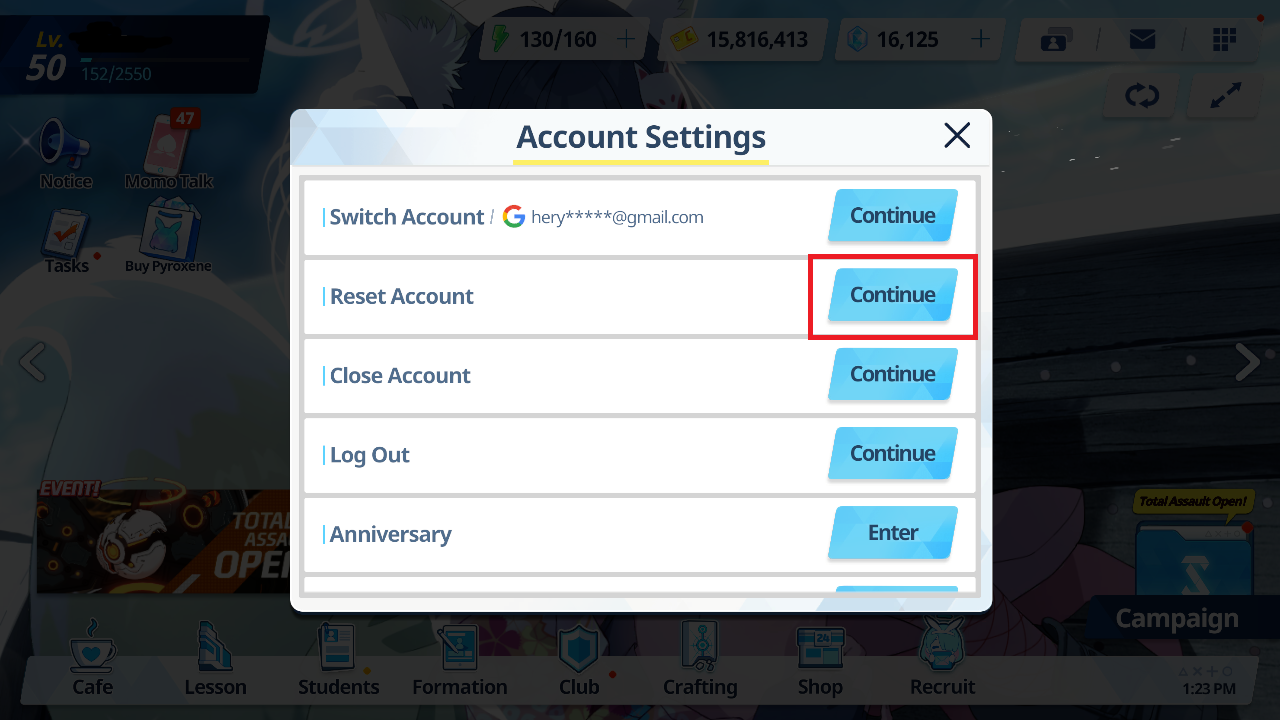 Lv.
50
152/2550
130/160
15,816,413
16,125
47
Notice
Momo Talk
Tasks
Buy Pyroxene
Account Settings
Switch Account / hery*****@gmail.com
Continue
Reset Account
Continue
Close Account
Continue
Log Out
Continue
Anniversary
Enter
EVENT!
TOTAL
ASSA
OPE
Total Assault Open!
Campaign
Cafe
Lesson
Students
Formation
Club
Crafting
24
Shop
Recruit
1:23 PM